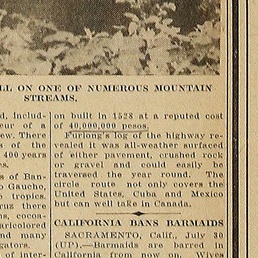 LL ON ONE OF NUMEROUS MOUNTAIN
STREAMS.
d, includ-
eur of a
ew. There
s of the
400 years
es.
s of Ban-
o Gaucho,
e tropics.
ruz there
ns, cocoa-
aricolored
and many
gators.
of inter-
on built in 1528 at a reputed cost
of 40,000,000 pesos.
Furlong's log of the highway re-
vealed it was all-weather surfaced
of either pavement, crushed rock
or gravel and could easily be
traversed the year round. The
circle route not only covers the
United States, Cuba and Mexico
but can well take in Canada.
CALIFORNIA BANS BARMAIDS
SACRAMENTO, Calif., July 30
(UP).—Barmaids are barred in
California from now on. Wives